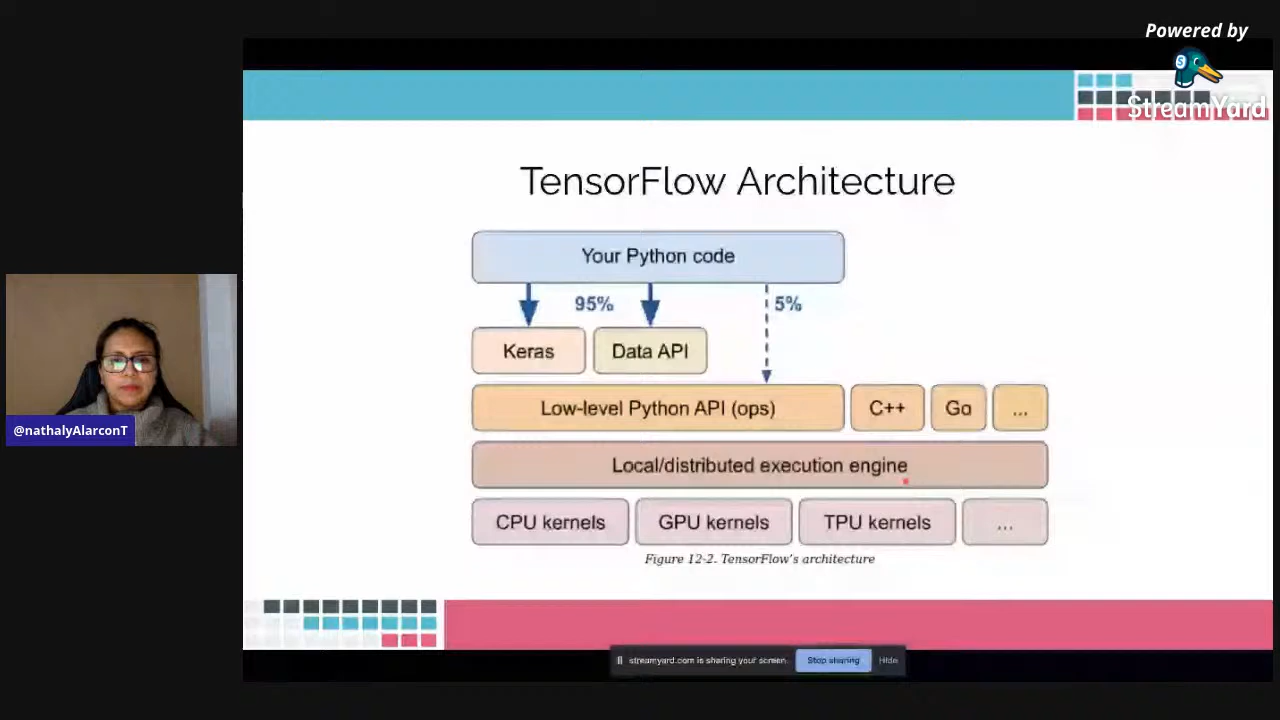 Powered by
StreamYard
TensorFlow Architecture
Your Python code
95%
5%
Keras
Data API
Low-level Python API (ops)
C++
Go
...
Local/distributed execution engine
CPU kernels
GPU kernels
TPU kernels
...
Figure 12-2. TensorFlow's architecture
@nathalyAlarconT
streamyard.com is sharing your screen.
Stop sharing
Hide